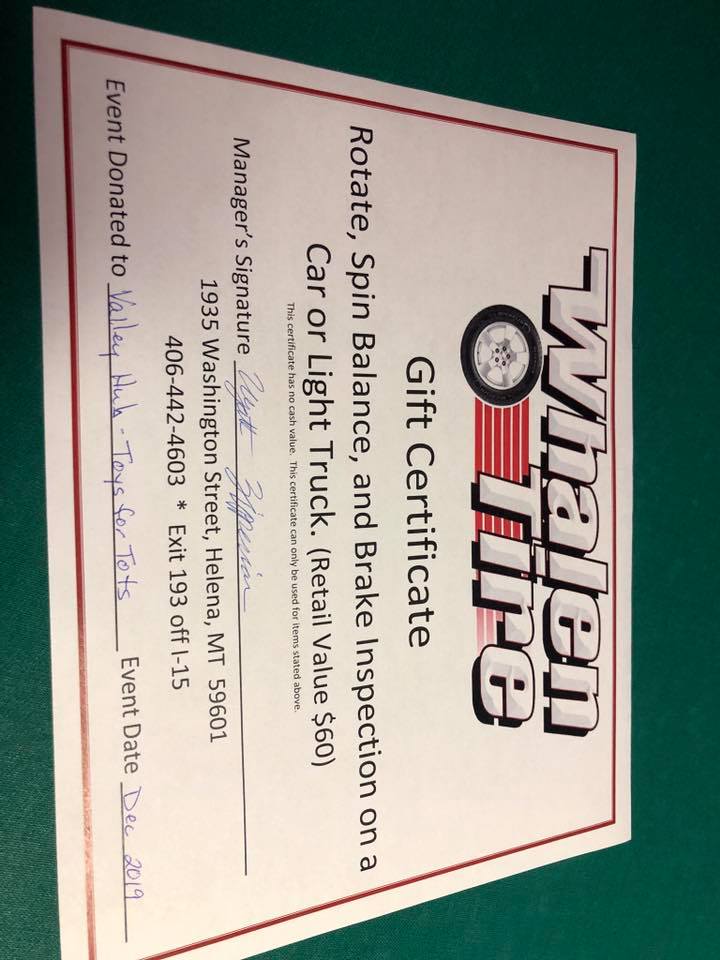 Whalen
Tire
Gift Certificate
Rotate, Spin Balance, and Brake Inspection on a
Car or Light Truck. (Retail Value $60)
This certificate has no cash value. This certificate can only be used for items stated above.
Manager's Signature Wyatt
1935 Washington Street, Helena, MT 59601
406-442-4603 * Exit 193 off I-15
Event Donated to Valley Hub - Toys for Tots Event Date Dec 2019